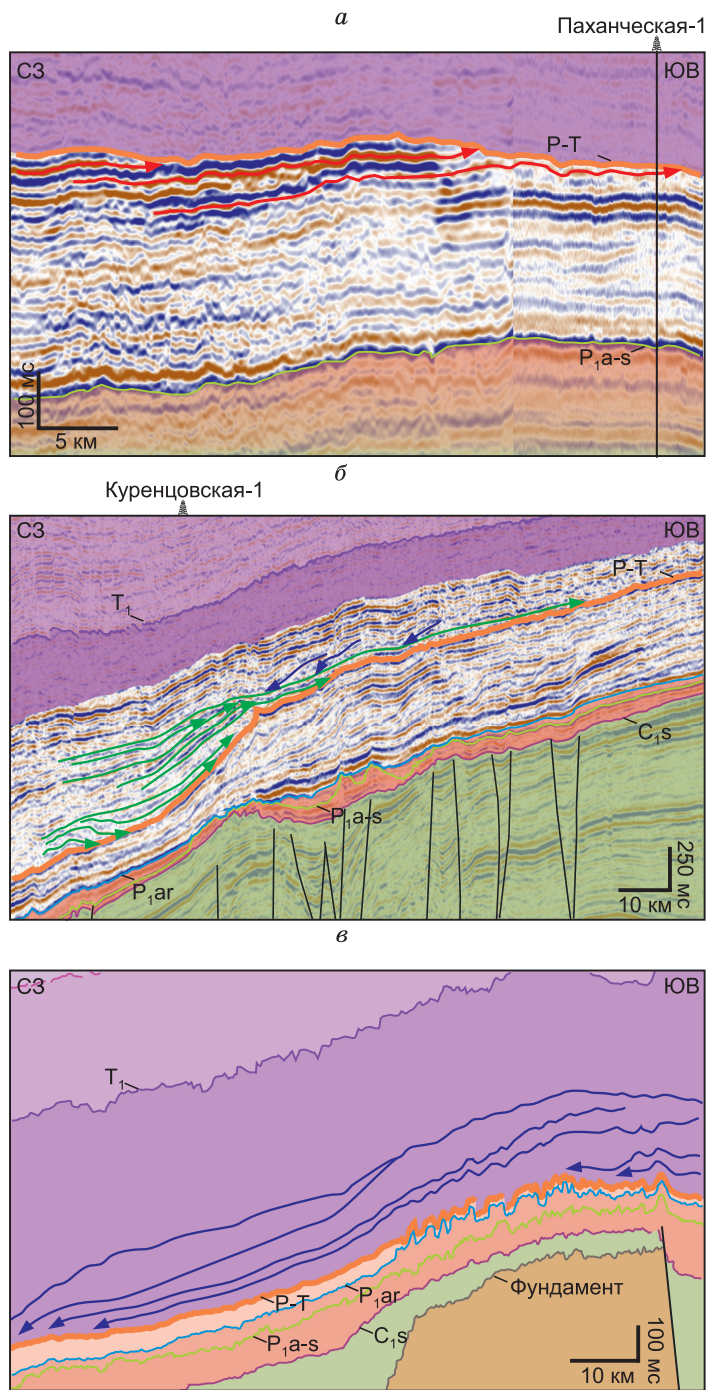 а
Паханческая-1
СЗ
ЮВ
P-T
P₁a-s
100 мс
5 км
б
Куренцовская-1
СЗ
ЮВ
P-T
T₁
C₁s
P₁a-s
P₁ar
250 мс
10 км
в
СЗ
ЮВ
T₁
Фундамент
P-T
P₁ar
P₁a-s
C₁s
100 мс
10 км